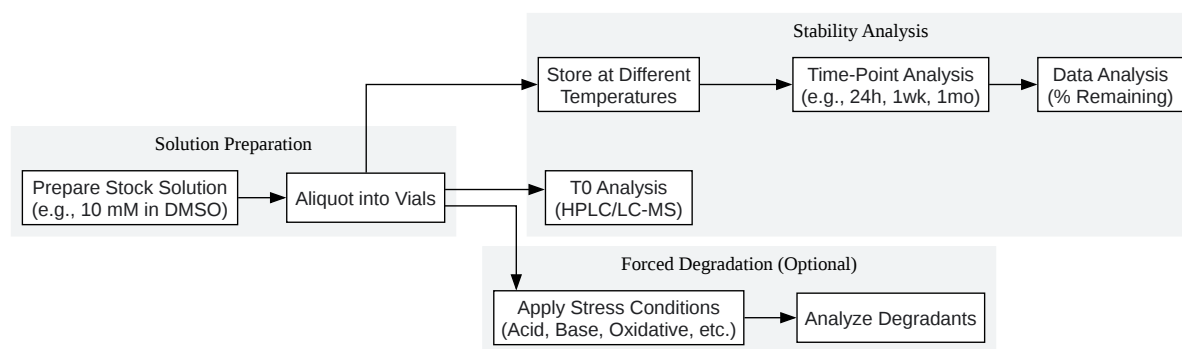 Stability Analysis
Store at Different
Temperatures
Time-Point Analysis
(e.g., 24h, 1wk, 1mo)
Data Analysis
(% Remaining)
Solution Preparation
Prepare Stock Solution
(e.g., 10 mM in DMSO)
Aliquot into Vials
T0 Analysis
(HPLC/LC-MS)
Forced Degradation (Optional)
Apply Stress Conditions
(Acid, Base, Oxidative, etc.)
Analyze Degradants